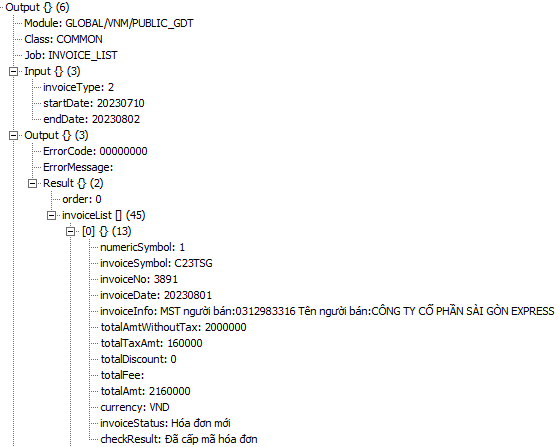 Output {} (6)
Module: GLOBAL/VNM/PUBLIC_GDT
Class: COMMON
Job: INVOICE_LIST
Input {} (3)
invoiceType: 2
startDate: 20230710
endDate: 20230802
Output {} (3)
ErrorCode: 00000000
ErrorMessage:
Result {} (2)
order: 0
invoiceList [] (45)
[0] {} (13)
numericSymbol: 1
invoiceSymbol: C23TSG
invoiceNo: 3891
invoiceDate: 20230801
invoiceInfo: MST người bán:0312983316 Tên người bán:CÔNG TY CỔ PHẦN SÀI GÒN EXPRESS
totalAmtWithoutTax: 2000000
totalTaxAmt: 160000
totalDiscount: 0
totalFee:
totalAmt: 2160000
currency: VND
invoiceStatus: Hóa đơn mới
checkResult: Đã cấp mã hóa đơn